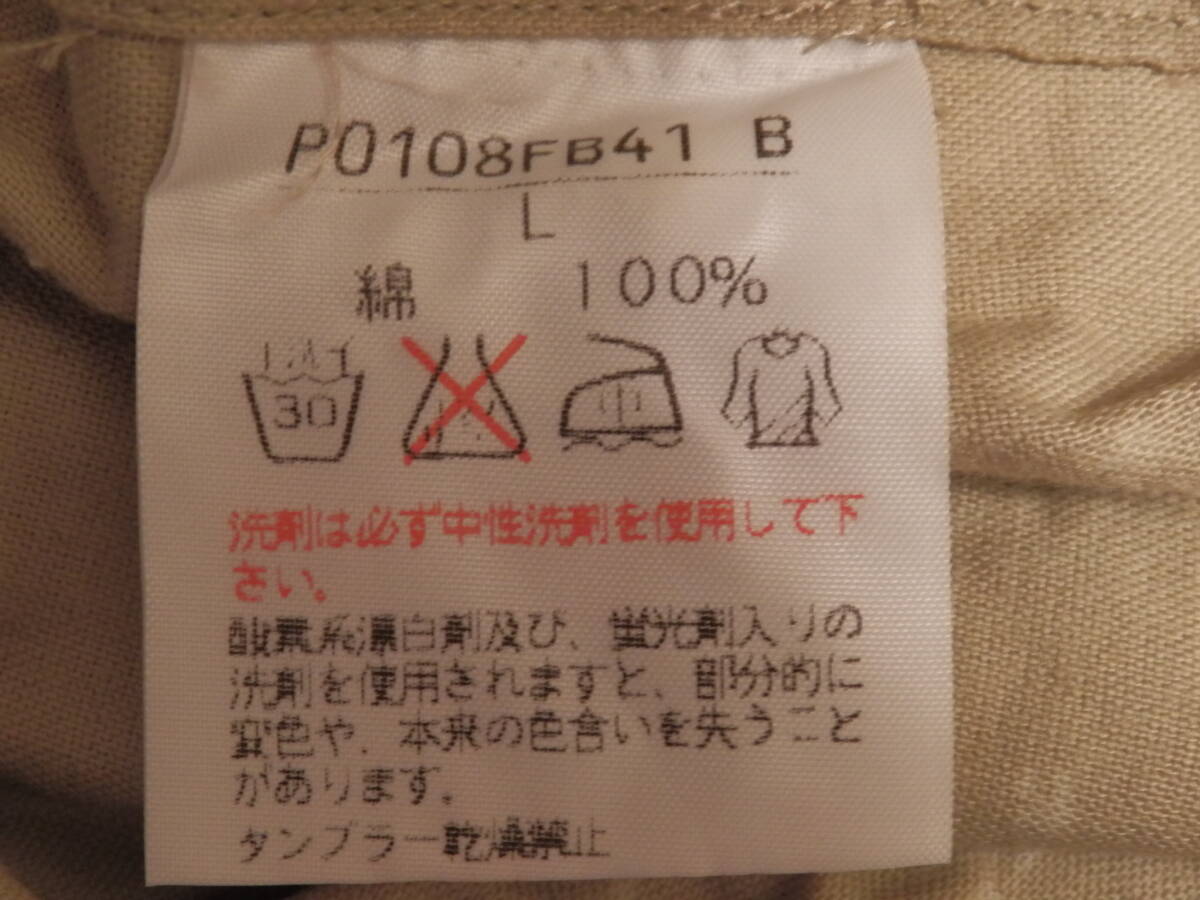 P0108FB41 B
L
綿 100%
30 中
洗剤は必ず中性洗剤を使用して下
さい。
酸素系漂白剤及び、蛍光剤入りの
洗剤を使用されますと、部分的に
変色や、本来の色合いを失うこと
があります。
タンブラー乾燥禁止